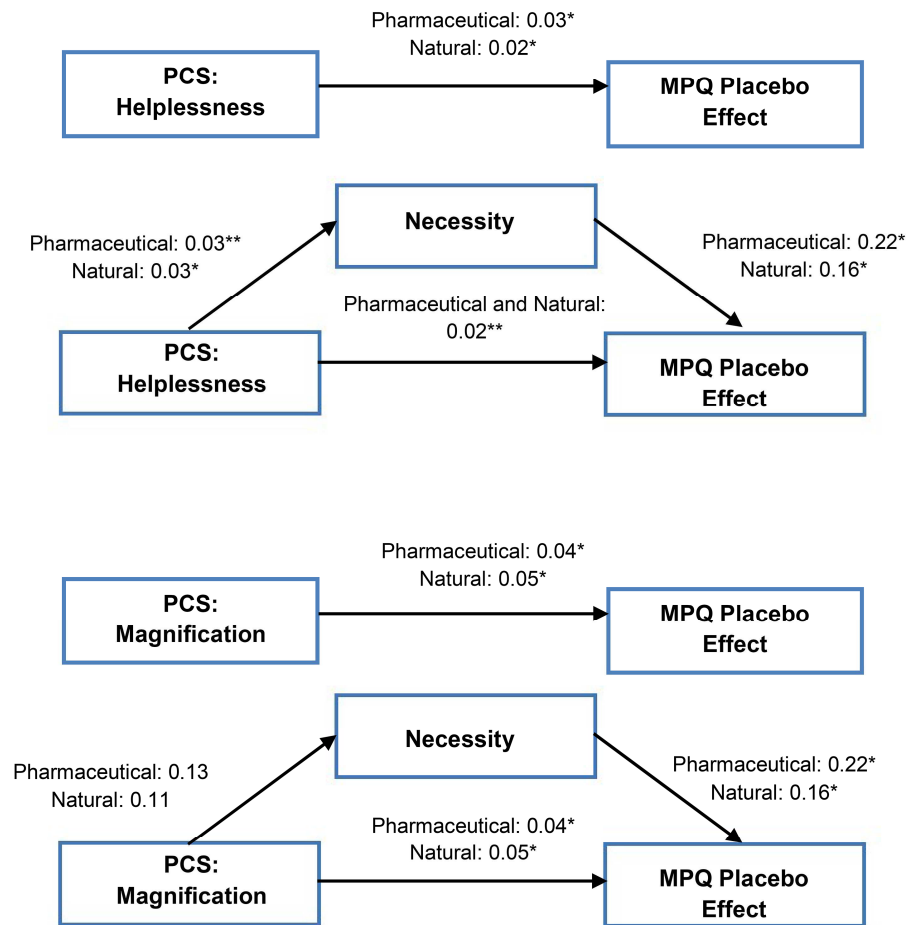 Pharmaceutical: 0.03*
Natural: 0.02*
PCS:
Helplessness
MPQ Placebo
Effect
Necessity
Pharmaceutical: 0.03**
Natural: 0.03*
Pharmaceutical: 0.22*
Natural: 0.16*
Pharmaceutical and Natural:
0.02**
PCS:
Helplessness
MPQ Placebo
Effect
Pharmaceutical: 0.04*
Natural: 0.05*
PCS:
Magnification
MPQ Placebo
Effect
Necessity
Pharmaceutical: 0.13
Natural: 0.11
Pharmaceutical: 0.22*
Natural: 0.16*
Pharmaceutical: 0.04*
Natural: 0.05*
PCS:
Magnification
MPQ Placebo
Effect